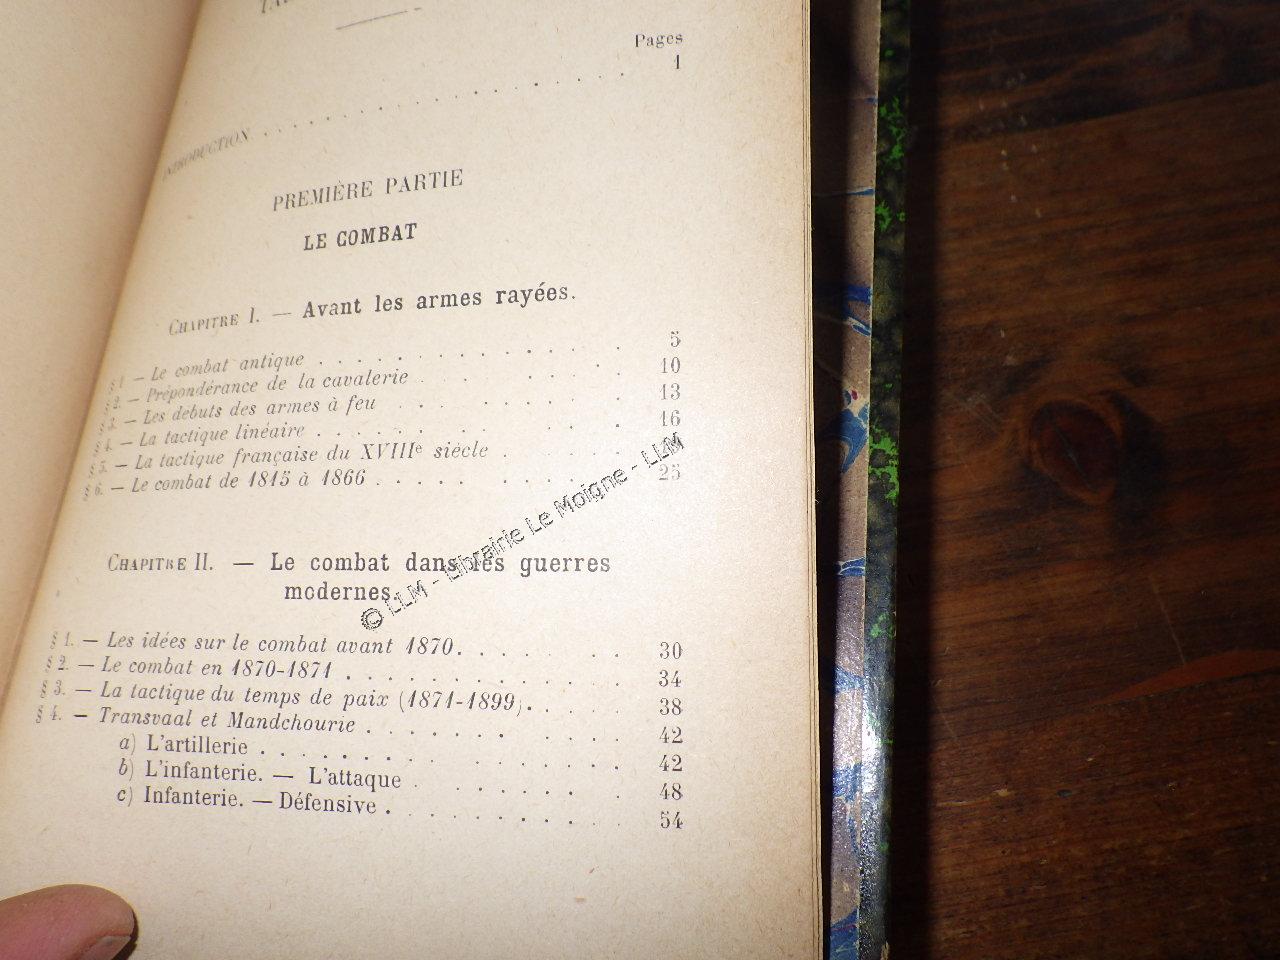 Pages
1
INTRODUCTION
PREMIÈRE PARTIE
LE COMBAT
CHAPITRE I. — Avant les armes rayées.
§ 1 — Le combat antique . . . . . . . . . . . . . 5
§ 2. — Prépondérance de la cavalerie . . . . . . . . 10
§ 3. — Les débuts des armes à feu . . . . . . . . . 13
§ 4. — La tactique linéaire . . . . . . . . . . . . 16
§ 5. — La tactique française du XVIIIe siècle . . . . .
§ 6. — Le combat de 1815 à 1866 . . . . . . . . . 25
CHAPITRE II. — Le combat dans les guerres
modernes.
§ 1. — Les idées sur le combat avant 1870. . . . . . 30
§ 2. — Le combat en 1870-1871 . . . . . . . . . . . 34
§ 3. — La tactique du temps de paix (1871-1899). . . . . 38
§ 4. — Transvaal et Mandchourie . . . . . . . . . . 42
a) L'artillerie . . . . . . . . . . . . . . . 42
b) L'infanterie. — L'attaque . . . . . . . . 48
c) Infanterie. — Défensive . . . . . . . . . . 54
© LLM - Librairie Le Moigne - LLM